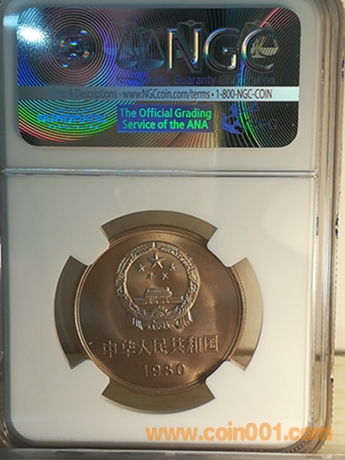 NGC
Guaranty
& Descriptions - www.NGCcoin.com/terms • 1-800-NGC-COIN
The Official Grading
Service of the ANA
中华人民共和国
1980
www.coin001.com